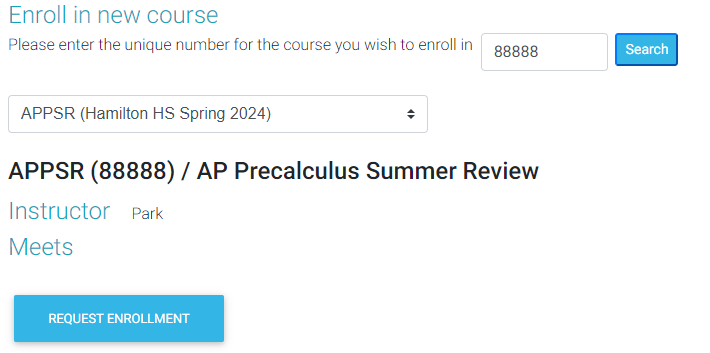 Enroll in new course
Please enter the unique number for the course you wish to enroll in 88888 Search
APPSR (Hamilton HS Spring 2024)
APPSR (88888) / AP Precalculus Summer Review
Instructor Park
Meets
REQUEST ENROLLMENT